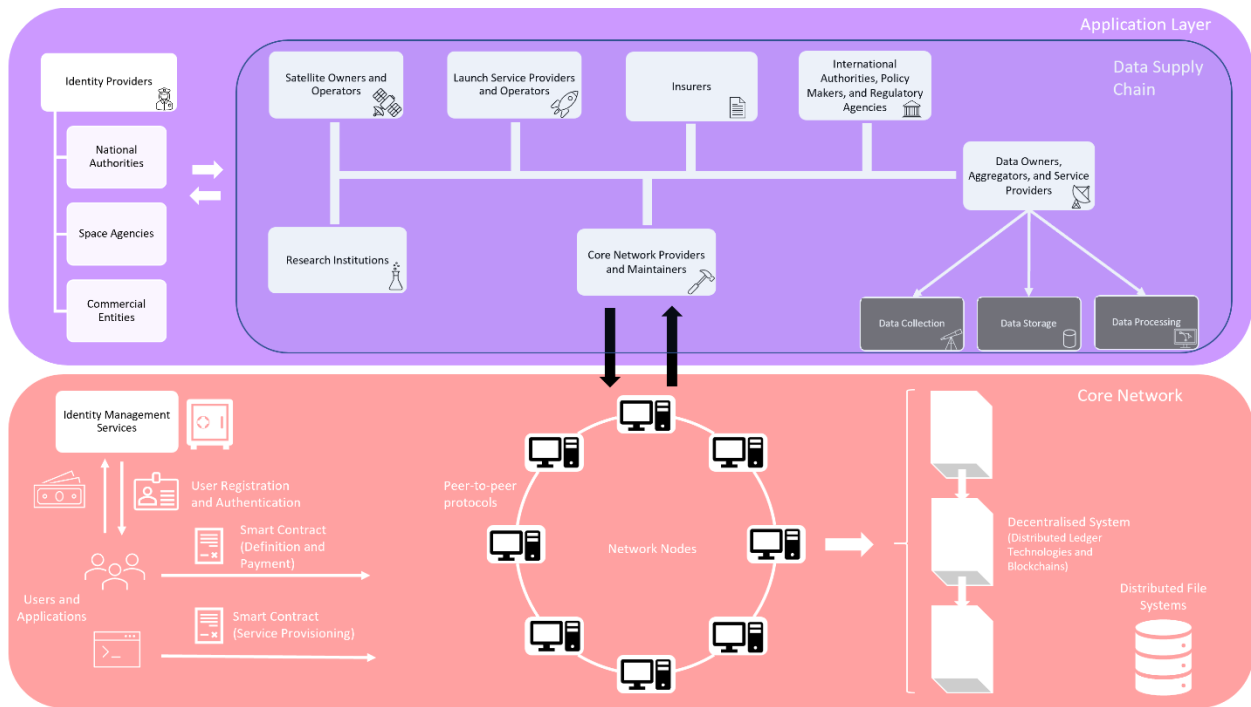 Application Layer
Data Supply
Chain
Identity Providers
National
Authorities
Space Agencies
Commercial
Entities
Satellite Owners and
Operators
Launch Service Providers
and Operators
Insurers
International
Authorities, Policy
Makers, and Regulatory
Agencies
Data Owners,
Aggregators, and Service
Providers
Research Institutions
Core Network Providers
and Maintainers
Data Collection
Data Storage
Data Processing
Core Network
Identity Management
Services
User Registration
and Authentication
Smart Contract
(Definition and
Payment)
Users and
Applications
Smart Contract
(Service Provisioning)
Peer-to-peer
protocols
Network Nodes
Decentralised System
(Distributed Ledger
Technologies and
Blockchains)
Distributed File
Systems